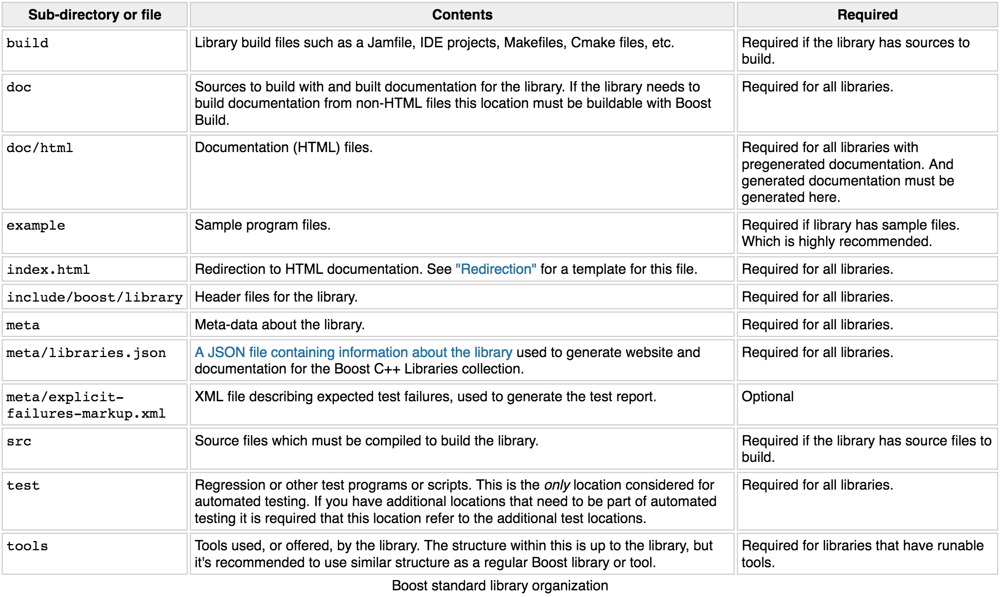 Sub-directory or file Contents Required
build Library build files such as a Jamfile, IDE projects, Makefiles, Cmake files, etc. Required if the library has sources to
build.
doc Sources to build with and built documentation for the library. If the library needs to Required for all libraries.
build documentation from non-HTML files this location must be buildable with Boost
Build.
doc/html Documentation (HTML) files. Required for all libraries with
pregenerated documentation. And
generated documentation must be
generated here.
example Sample program files. Required if library has sample files.
Which is highly recommended.
index.html Redirection to HTML documentation. See "Redirection" for a template for this file. Required for all libraries.
include/boost/library Header files for the library. Required for all libraries.
meta Meta-data about the library. Required for all libraries.
meta/libraries.json A JSON file containing information about the library used to generate website and Required for all libraries.
documentation for the Boost C++ Libraries collection.
meta/explicit- XML file describing expected test failures, used to generate the test report. Optional
failures-markup.xml
src Source files which must be compiled to build the library. Required if the library has source files to
build.
test Regression or other test programs or scripts. This is the only location considered for Required for all libraries.
automated testing. If you have additional locations that need to be part of automated
testing it is required that this location refer to the additional test locations.
tools Tools used, or offered, by the library. The structure within this is up to the library, but Required for libraries that have runable
it's recommended to use similar structure as a regular Boost library or tool. tools.
Boost standard library organization